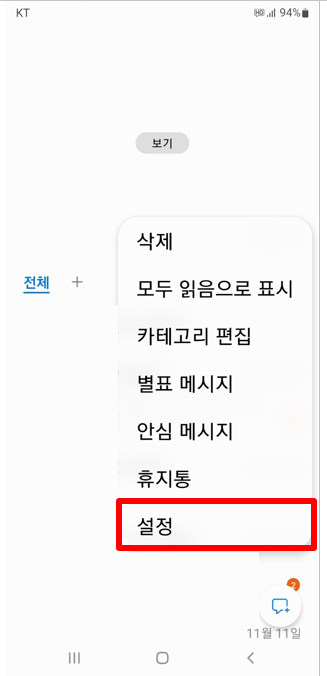 KT
HD 94%
보기
전체 +
삭제
모두 읽음으로 표시
카테고리 편집
별표 메시지
안심 메시지
휴지통
설정
2
11월 11일